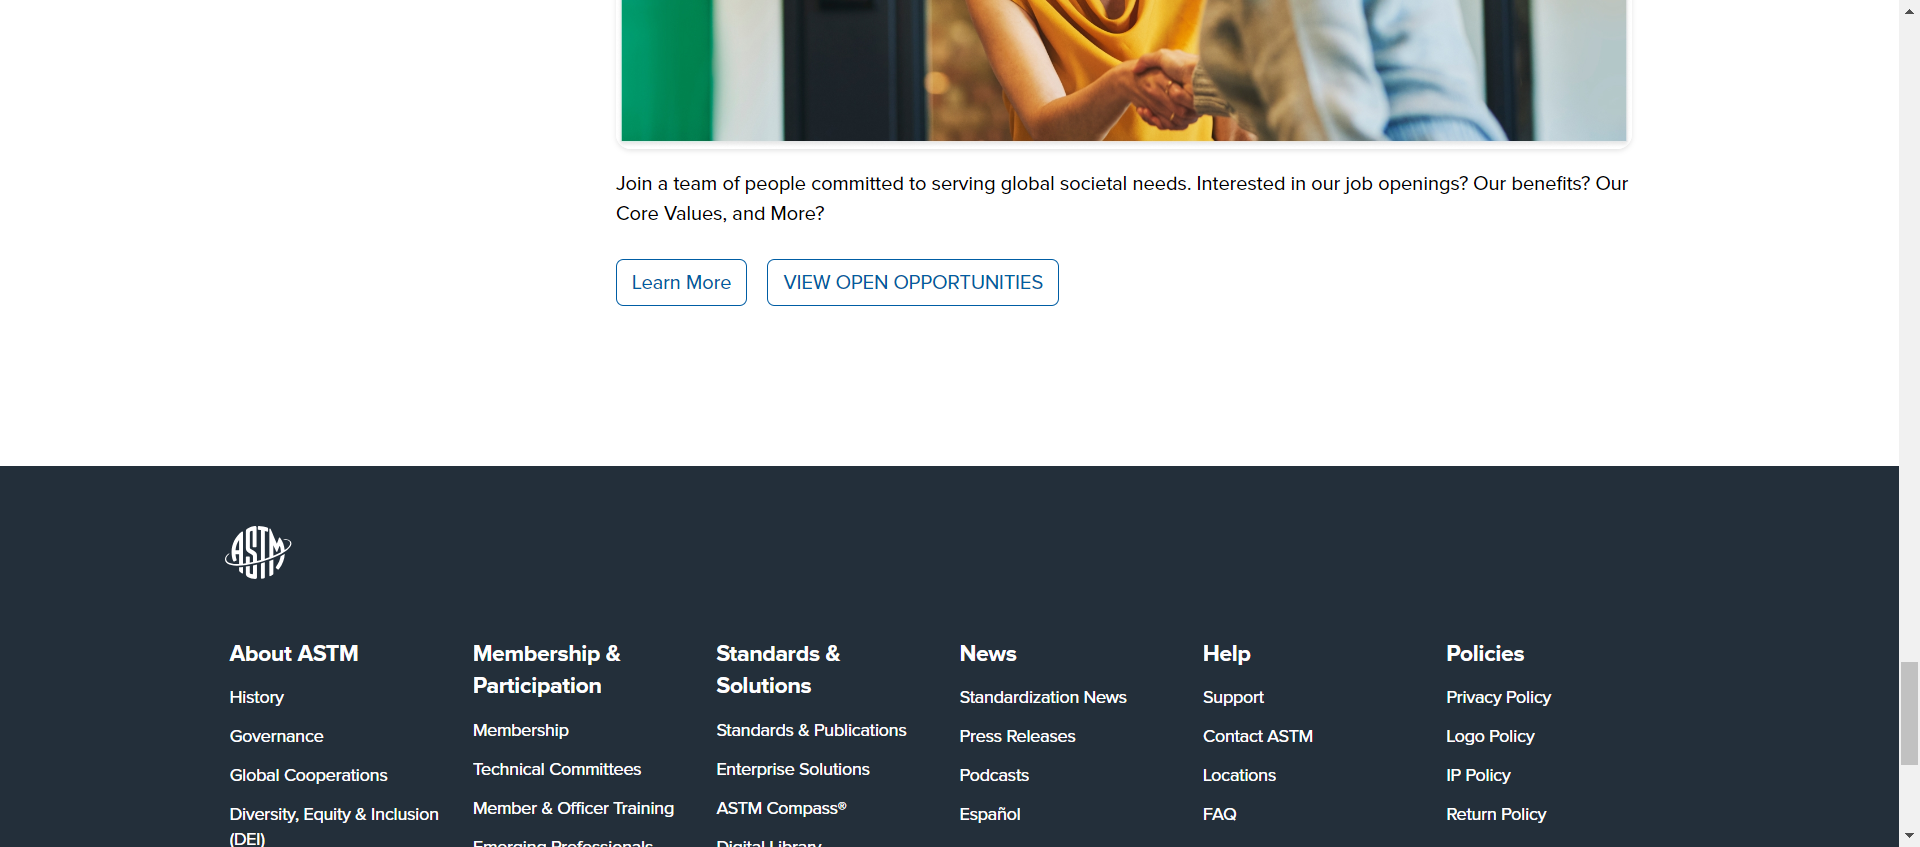 Join a team of people committed to serving global societal needs. Interested in our job openings? Our benefits? Our
Core Values, and More?
Learn More
VIEW OPEN OPPORTUNITIES
ASTM
About ASTM
History
Governance
Global Cooperations
Diversity, Equity & Inclusion
(DEI)
Membership &
Participation
Membership
Technical Committees
Member & Officer Training
Emerging Professionals
Standards &
Solutions
Standards & Publications
Enterprise Solutions
ASTM Compass®
Digital Library
News
Standardization News
Press Releases
Podcasts
Español
Help
Support
Contact ASTM
Locations
FAQ
Policies
Privacy Policy
Logo Policy
IP Policy
Return Policy